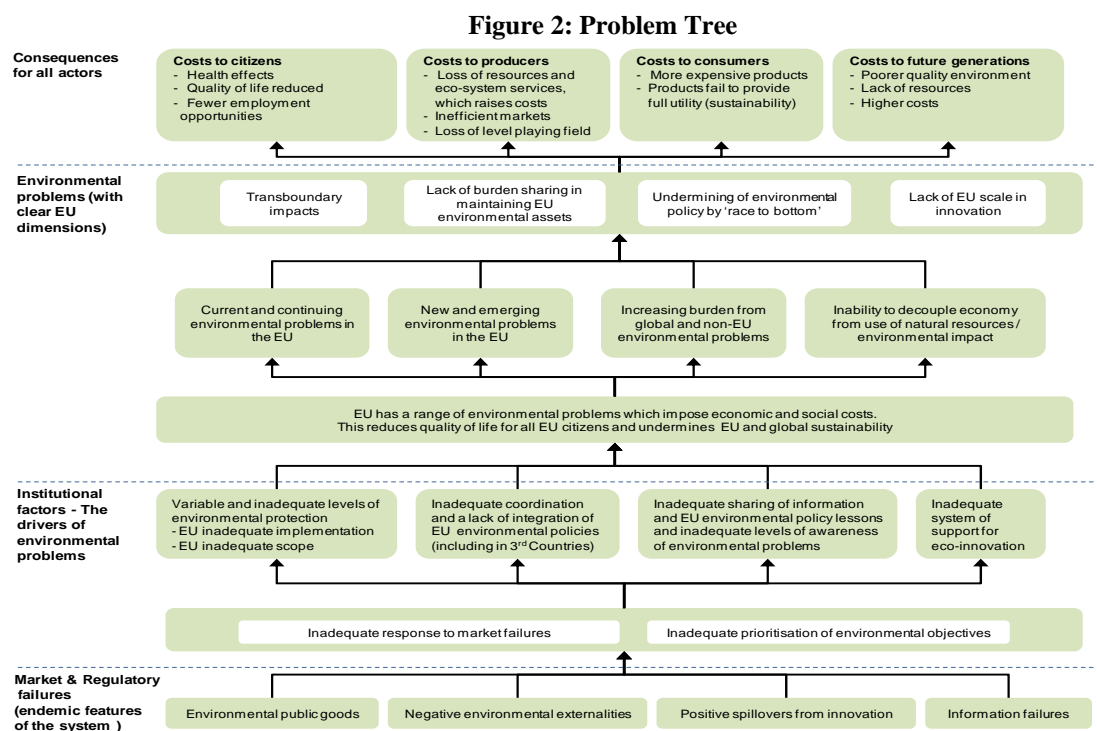 Figure 2: Problem Tree
Consequences
for all actors
Costs to citizens
- Health effects
- Quality of life reduced
- Fewer employment
opportunities
Costs to producers
- Loss of resources and
eco-system services,
which raises costs
- Inefficient markets
- Loss of level playing field
Costs to consumers
- More expensive products
- Products fail to provide
full utility (sustainability)
Costs to future generations
- Poorer quality environment
- Lack of resources
- Higher costs
Environmental
problems (with
clear EU
dimensions)
Transboundary
impacts
Lack of burden sharing in
maintaining EU
environmental assets
Undermining of environmental
policy by ‘race to bottom’
Lack of EU scale in
innovation
Current and continuing
environmental problems in
the EU
New and emerging
environmental problems
in the EU
Increasing burden from
global and non-EU
environmental problems
Inability to decouple economy
from use of natural resources /
environmental impact
EU has a range of environmental problems which impose economic and social costs.
This reduces quality of life for all EU citizens and undermines EU and global sustainability
Institutional
factors - The
drivers of
environmental
problems
Variable and inadequate levels of
environmental protection
- EU inadequate implementation
- EU inadequate scope
Inadequate coordination
and a lack of integration of
EU environmental policies
(including in 3rd Countries)
Inadequate sharing of information
and EU environmental policy lessons
and inadequate levels of awareness
of environmental problems
Inadequate
system of
support for
eco-innovation
Inadequate response to market failures
Inadequate prioritisation of environmental objectives
Market & Regulatory
failures
(endemic features
of the system )
Environmental public goods
Negative environmental externalities
Positive spillovers from innovation
Information failures